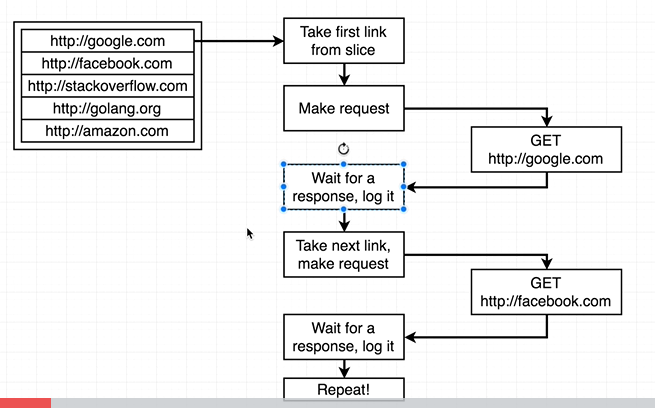 http://google.com
http://facebook.com
http://stackoverflow.com
http://golang.org
http://amazon.com
Take first link
from slice
Make request
GET
http://google.com
Wait for a
response, log it
Take next link,
make request
GET
http://facebook.com
Wait for a
response, log it
Repeat!